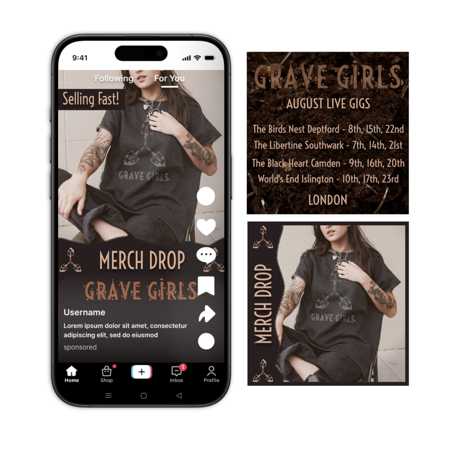 9:41
Following
For You
Selling Fast!
GRAVE GIRLS
MERCH DROP
GRAVE GIRLS
Username
Lorem ipsum dolor sit amet, consectetur
adipiscing elit, sed do eiusmod
sponsored
Home
Shop
Inbox
Profile
GRAVE GIRLS
AUGUST LIVE GIGS
The Birds Nest Deptford - 8th, 15th, 22nd
The Libertine Southwark - 7th, 14th, 21st
The Black Heart Camden - 9th, 16th, 20th
World's End Islington - 10th, 17th, 23rd
LONDON
MERCH DROP
GRAVE GIRLS